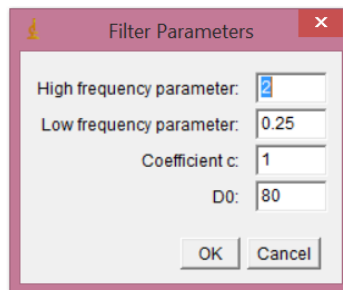 Filter Parameters
High frequency parameter: 2
Low frequency parameter: 0.25
Coefficient c: 1
D0: 80
OK Cancel